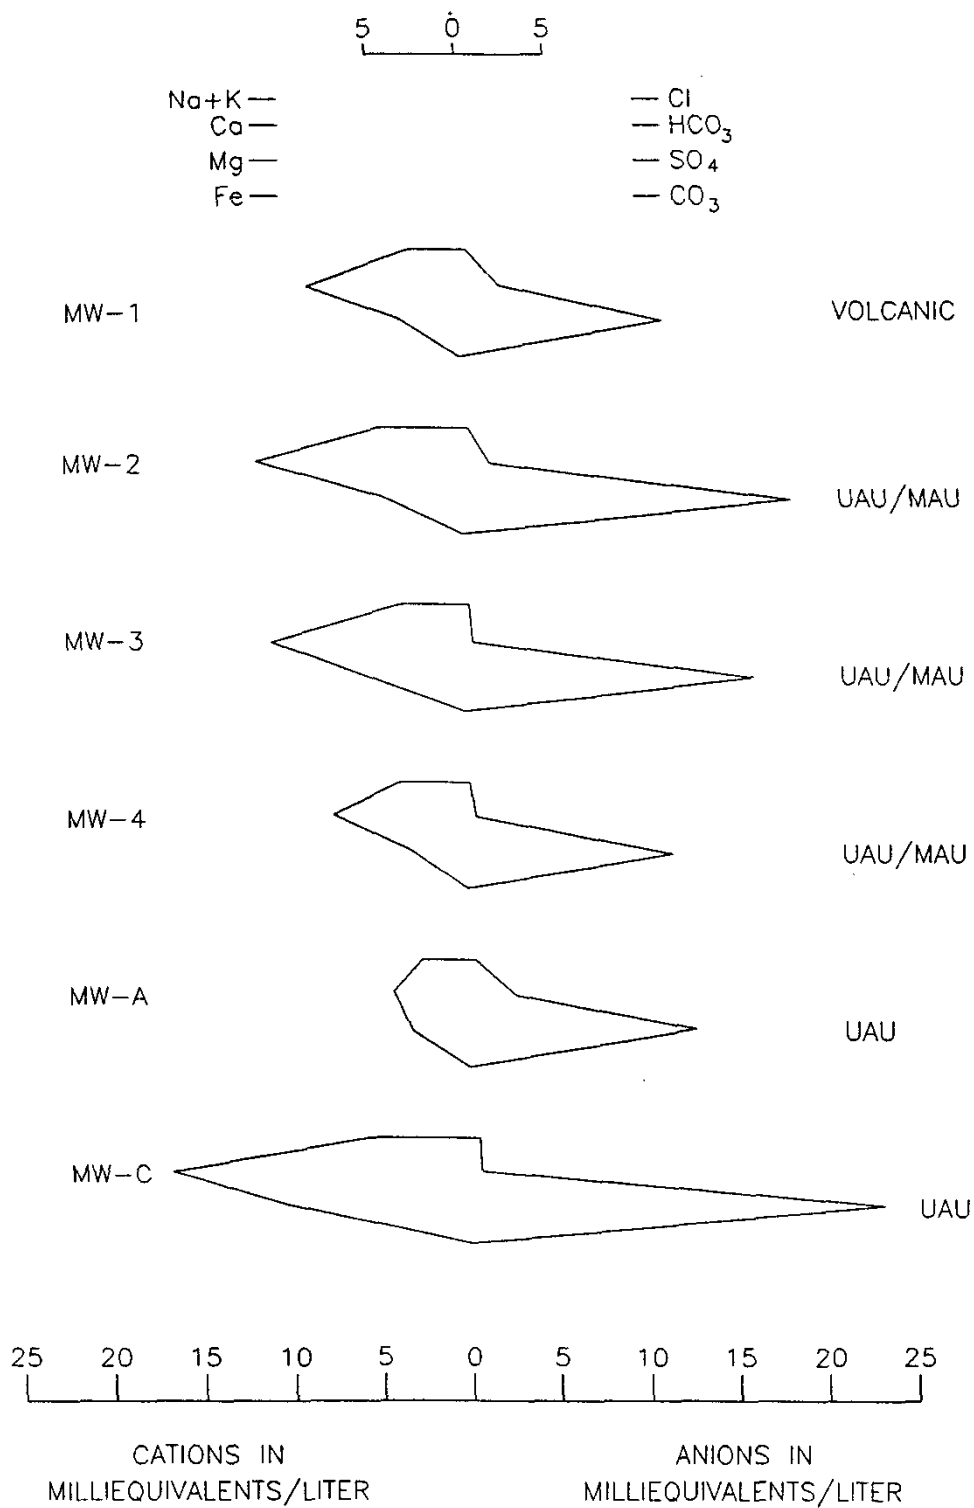 5 0 5
Na+K — — Cl
Ca — — HCO₃
Mg — — SO₄
Fe — — CO₃
MW-1 VOLCANIC
MW-2 UAU/MAU
MW-3 UAU/MAU
MW-4 UAU/MAU
MW-A UAU
MW-C UAU
25 20 15 10 5 0 5 10 15 20 25
CATIONS IN ANIONS IN
MILLIEQUIVALENTS/LITER MILLIEQUIVALENTS/LITER